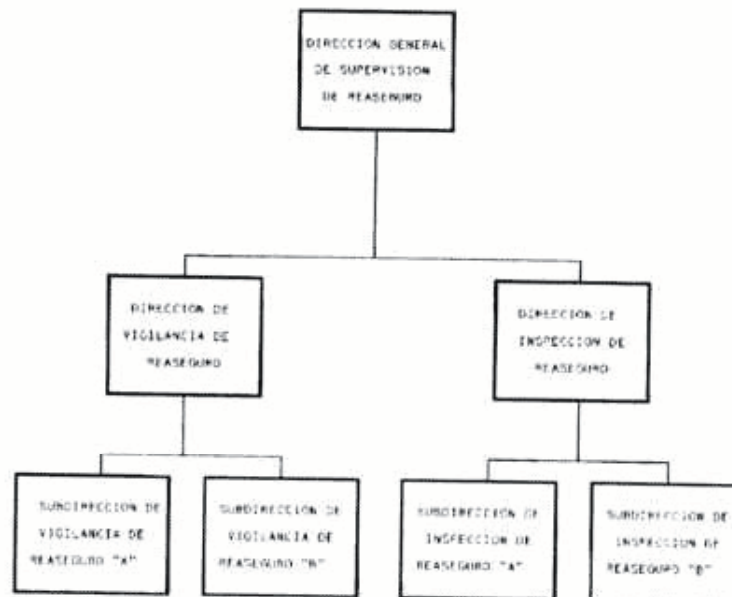 DIRECCION GENERAL
DE SUPERVISION
DE REASEGURO
DIRECCION DE
VIGILANCIA DE
REASEGURO
DIRECCION DE
INSPECCION DE
REASEGURO
SUBDIRECCION DE
VIGILANCIA DE
REASEGURO "A"
SUBDIRECCION DE
VIGILANCIA DE
REASEGURO "B"
SUBDIRECCION DE
INSPECCION DE
REASEGURO "A"
SUBDIRECCION DE
INSPECCION DE
REASEGURO "B"